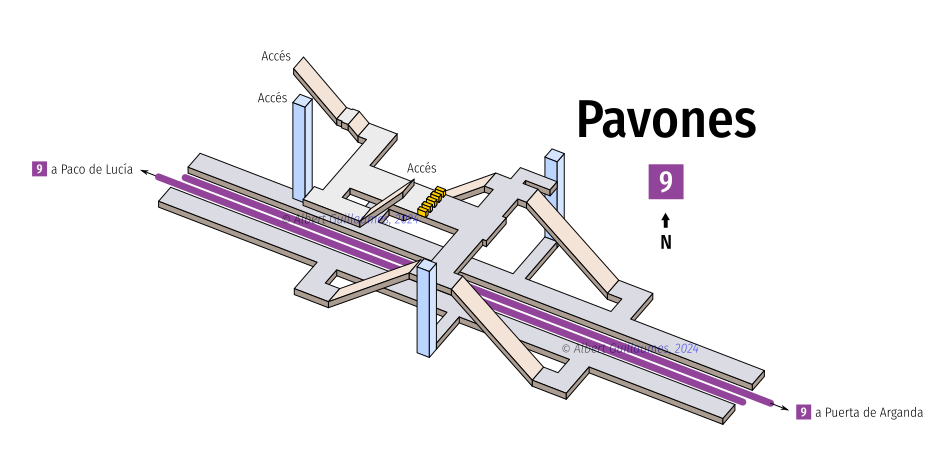 Accés
Accés
Pavones
Accés
9 a Paco de Lucía
9
N
© Albert Guillaumes, 2024
© Albert Guillaumes, 2024
9 a Puerta de Arganda